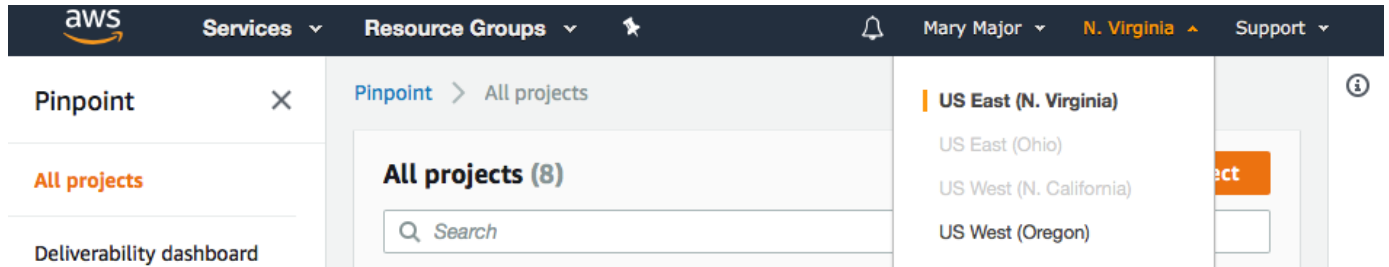 aws
Services
Resource Groups
Mary Major
N. Virginia
Support
Pinpoint
Pinpoint > All projects
US East (N. Virginia)
US East (Ohio)
All projects
All projects (8)
ect
US West (N. California)
Search
US West (Oregon)
Deliverability dashboard